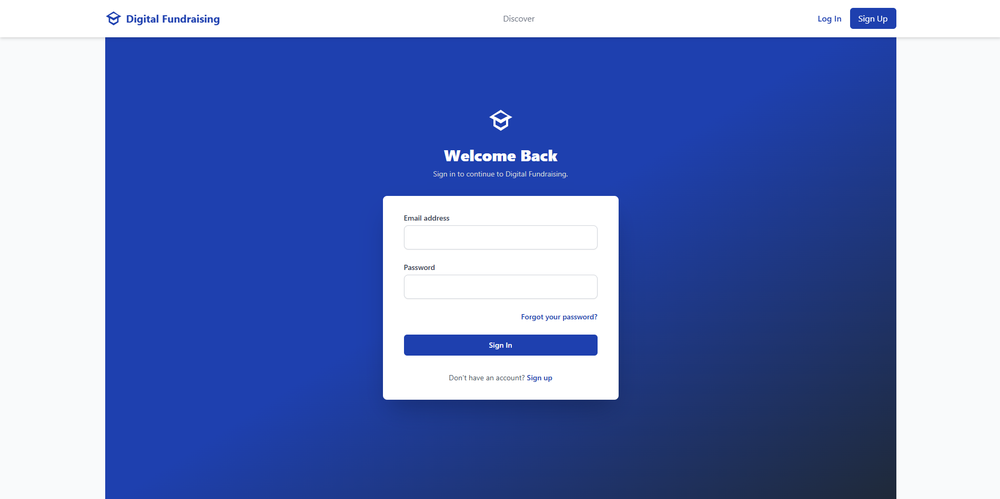 Digital Fundraising
Discover
Log In
Sign Up
Welcome Back
Sign in to continue to Digital Fundraising.
Email address
Password
Forgot your password?
Sign In
Don't have an account? Sign up